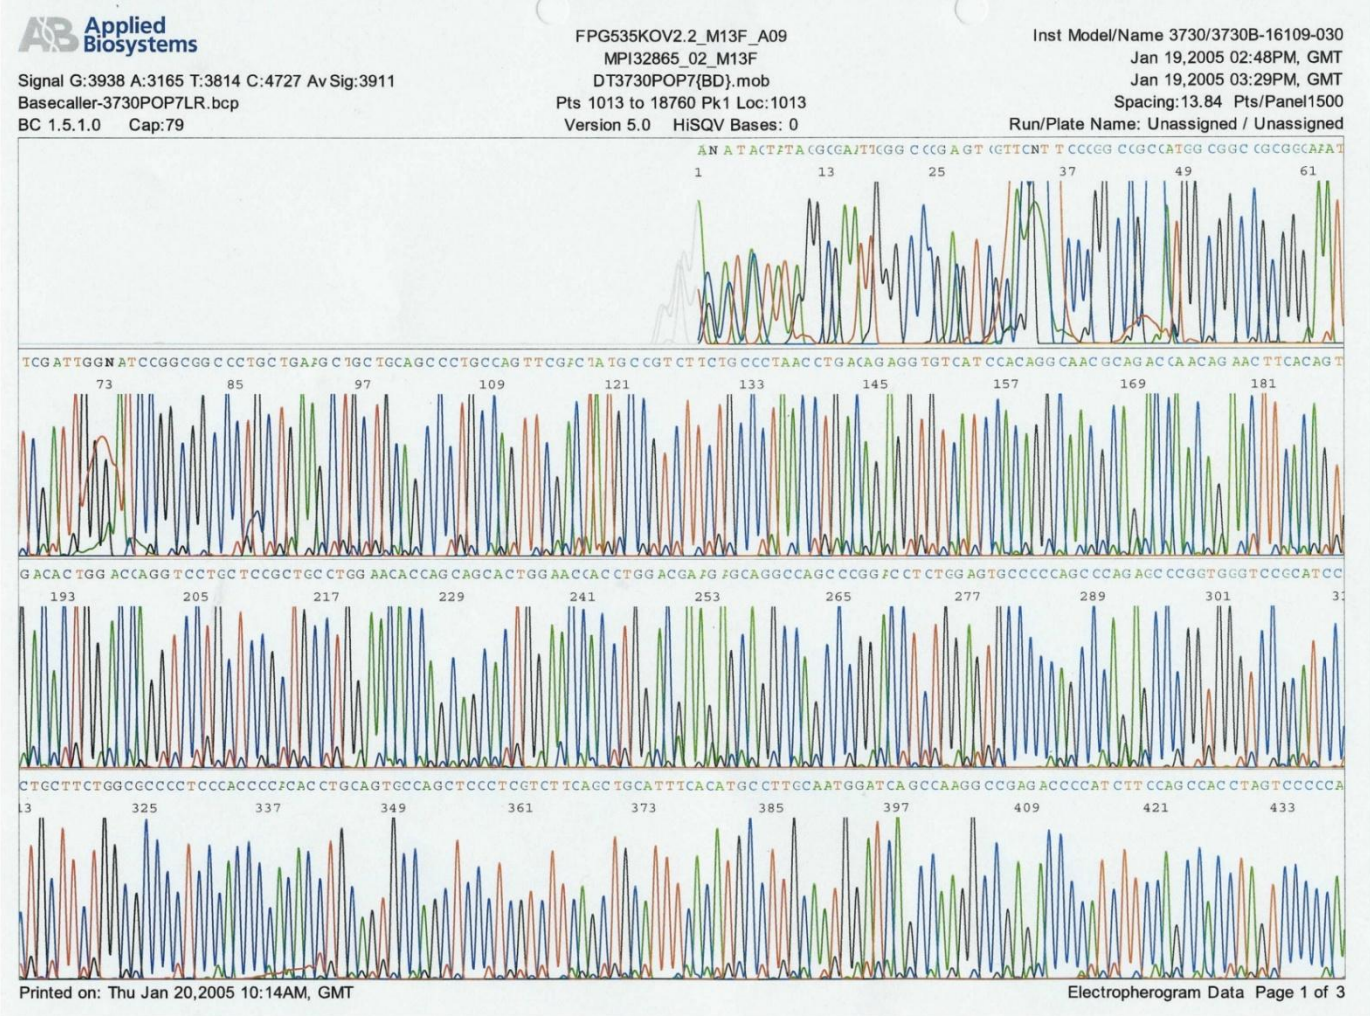 AB Applied
Biosystems
Signal G:3938 A:3165 T:3814 C:4727 Av Sig:3911
Basecaller-3730POP7LR.bcp
BC 1.5.1.0 Cap:79
FPG535KOV2.2_M13F_A09
MPI32865_02_M13F
DT3730POP7{BD}.mob
Pts 1013 to 18760 Pk1 Loc:1013
Version 5.0 HiSQV Bases: 0
Inst Model/Name 3730/3730B-16109-030
Jan 19,2005 02:48PM, GMT
Jan 19,2005 03:29PM, GMT
Spacing:13.84 Pts/Panel1500
Run/Plate Name: Unassigned / Unassigned
1 13 25 37 49 61
TCGATTGGNATCCGGCGGCCCTGCTGAAGCTGCTGCAGCCCTGCCAGTTCGACTATGCCGTCTTCTGCCCCTAACCTGACAGAGGTGTCATCCACAGGCAACGCAGACCAACAGAACTTCACAGT
73 85 97 109 121 133 145 157 169 181
GACACTGGACCAGGTCCTGCTCCGCTGCCTGGAACACCAGCAGCACTGGAACCACCTGGACGAAGAGCAGGCCAGCCCGGACCTCTGGAGTGCCCCCAGCCCAGAGCCCGGTGGGTCCGCATCC
193 205 217 229 241 253 265 277 289 301
CTGCTTCTGGCGCCCCTCCCACCCCACACCTGCAGTGCCAGCTCCCTCGTCTTCAGCTGCATTTCACATGCCTTGCAATGGATCAGCCAAGGCCGAGACCCCATCTTCCAGCCACCTAGTCCCCCA
13 325 337 349 361 373 385 397 409 421 433
Printed on: Thu Jan 20,2005 10:14AM, GMT
Electropherogram Data Page 1 of 3